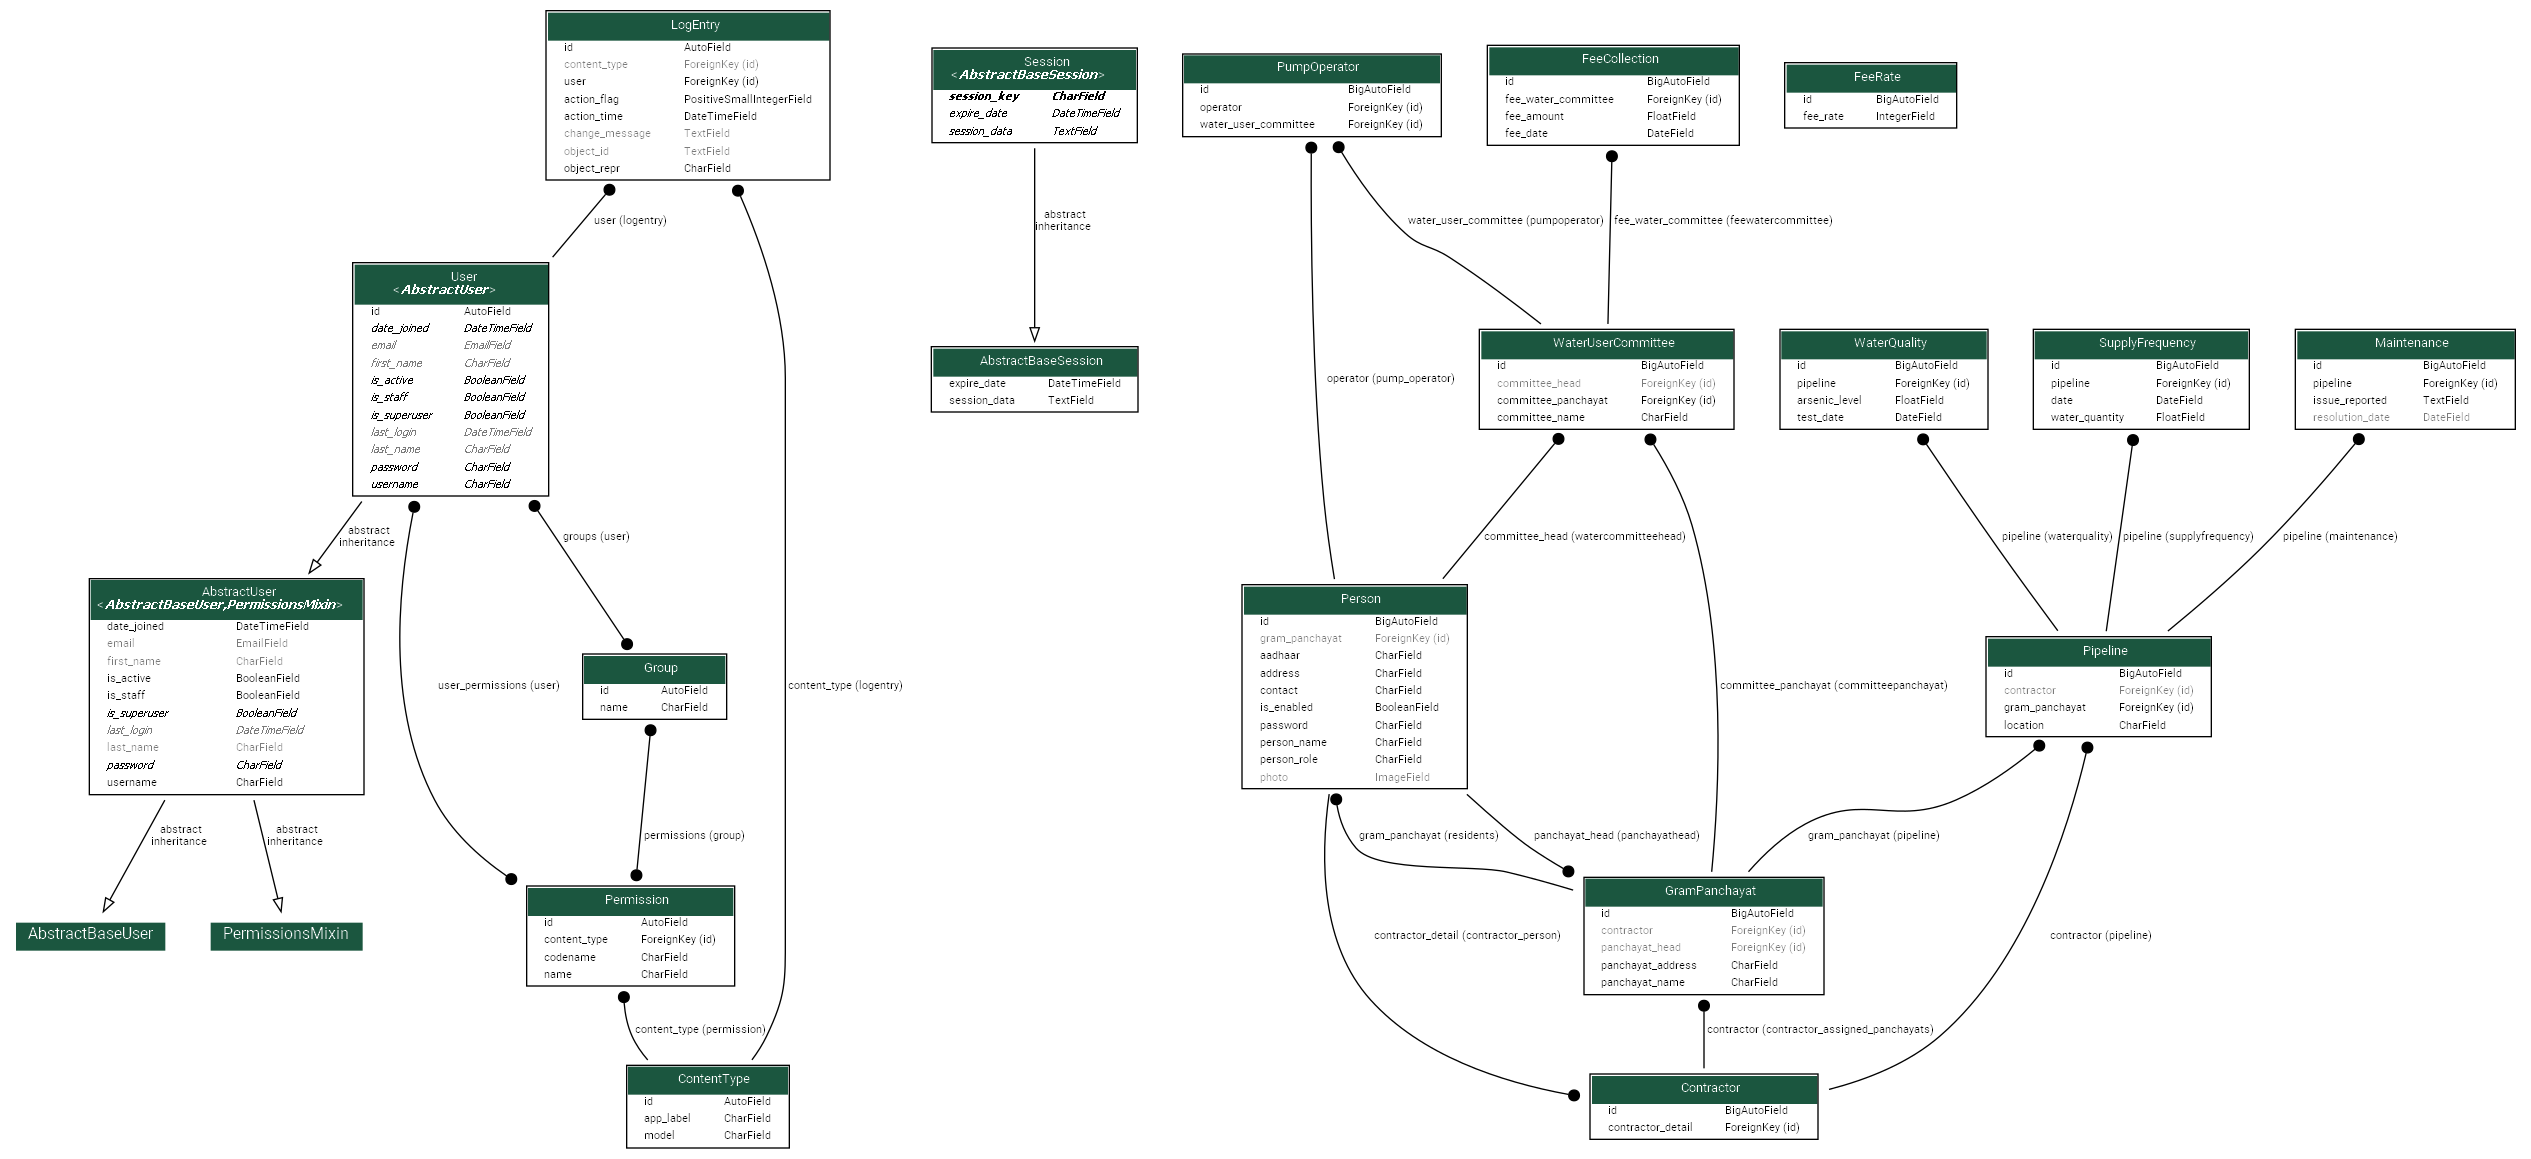 LogEntry
id AutoField
content_type ForeignKey (id)
user ForeignKey (id)
action_flag PositiveSmallIntegerField
action_time DateTimeField
change_message TextField
object_id TextField
object_repr CharField
Session
<AbstractBaseSession>
session_key CharField
expire_date DateTimeField
session_data TextField
PumpOperator
id BigAutoField
operator ForeignKey (id)
water_user_committee ForeignKey (id)
FeeCollection
id BigAutoField
fee_water_committee ForeignKey (id)
fee_amount FloatField
fee_date DateField
FeeRate
id BigAutoField
fee_rate IntegerField
user (logentry)
abstract
inheritance
water_user_committee (pumpoperator)
fee_water_committee (feewatercommittee)
User
<AbstractUser>
id AutoField
date_joined DateTimeField
email EmailField
first_name CharField
is_active BooleanField
is_staff BooleanField
is_superuser BooleanField
last_login DateTimeField
last_name CharField
password CharField
username CharField
AbstractBaseSession
expire_date DateTimeField
session_data TextField
operator (pump_operator)
WaterUserCommittee
id BigAutoField
committee_head ForeignKey (id)
committee_panchayat ForeignKey (id)
committee_name CharField
WaterQuality
id BigAutoField
pipeline ForeignKey (id)
arsenic_level FloatField
test_date DateField
SupplyFrequency
id BigAutoField
pipeline ForeignKey (id)
date DateField
water_quantity FloatField
Maintenance
id BigAutoField
pipeline ForeignKey (id)
issue_reported TextField
resolution_date DateField
abstract
inheritance
groups (user)
committee_head (watercommitteehead)
pipeline (waterquality)
pipeline (supplyfrequency)
pipeline (maintenance)
AbstractUser
<AbstractBaseUser,PermissionsMixin>
date_joined DateTimeField
email EmailField
first_name CharField
is_active BooleanField
is_staff BooleanField
is_superuser BooleanField
last_login DateTimeField
last_name CharField
password CharField
username CharField
user_permissions (user)
Group
id AutoField
name CharField
content_type (logentry)
Person
id BigAutoField
gram_panchayat ForeignKey (id)
aadhaar CharField
address CharField
contact CharField
is_enabled BooleanField
password CharField
person_name CharField
person_role CharField
photo ImageField
committee_panchayat (committeepanchayat)
Pipeline
id BigAutoField
contractor ForeignKey (id)
gram_panchayat ForeignKey (id)
location CharField
abstract
inheritance
abstract
inheritance
permissions (group)
gram_panchayat (residents)
panchayat_head (panchayathead)
gram_panchayat (pipeline)
AbstractBaseUser
PermissionsMixin
Permission
id AutoField
content_type ForeignKey (id)
codename CharField
name CharField
contractor_detail (contractor_person)
GramPanchayat
id BigAutoField
contractor ForeignKey (id)
panchayat_head ForeignKey (id)
panchayat_address CharField
panchayat_name CharField
contractor (pipeline)
content_type (permission)
contractor (contractor_assigned_panchayats)
ContentType
id AutoField
app_label CharField
model CharField
Contractor
id BigAutoField
contractor_detail ForeignKey (id)